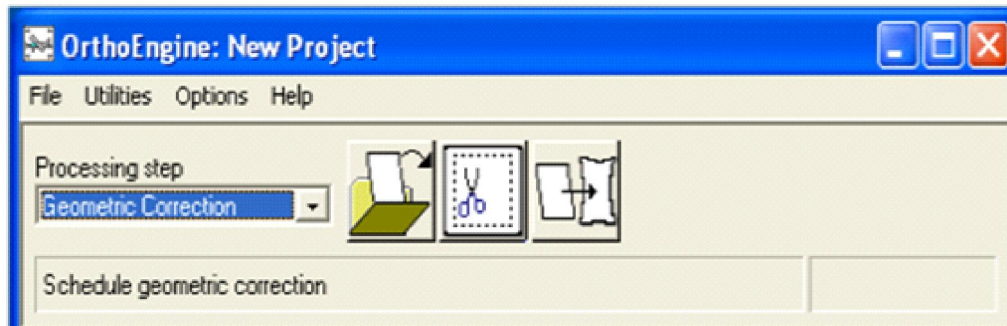 OrthoEngine: New Project
File Utilities Options Help
Processing step
Geometric Correction
Schedule geometric correction